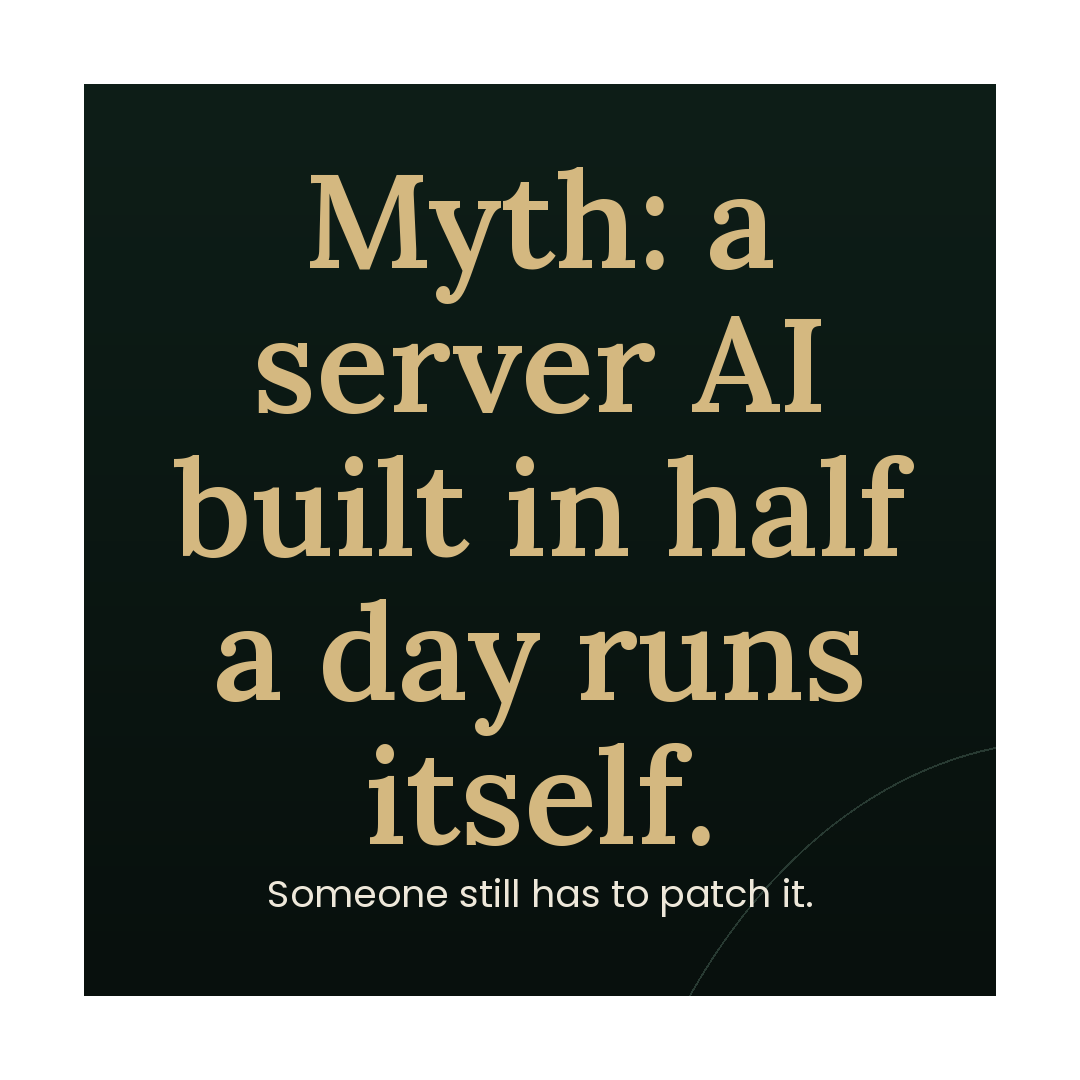 Myth: a
server AI
built in half
a day runs
itself.
Someone still has to patch it.